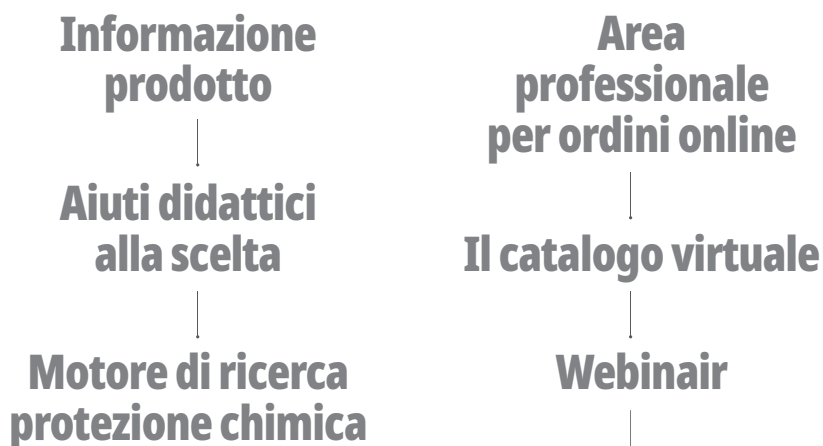 Informazione
prodotto
Aiuti didattici
alla scelta
Motore di ricerca
protezione chimica
Area
professionale
per ordini online
Il catalogo virtuale
Webinair